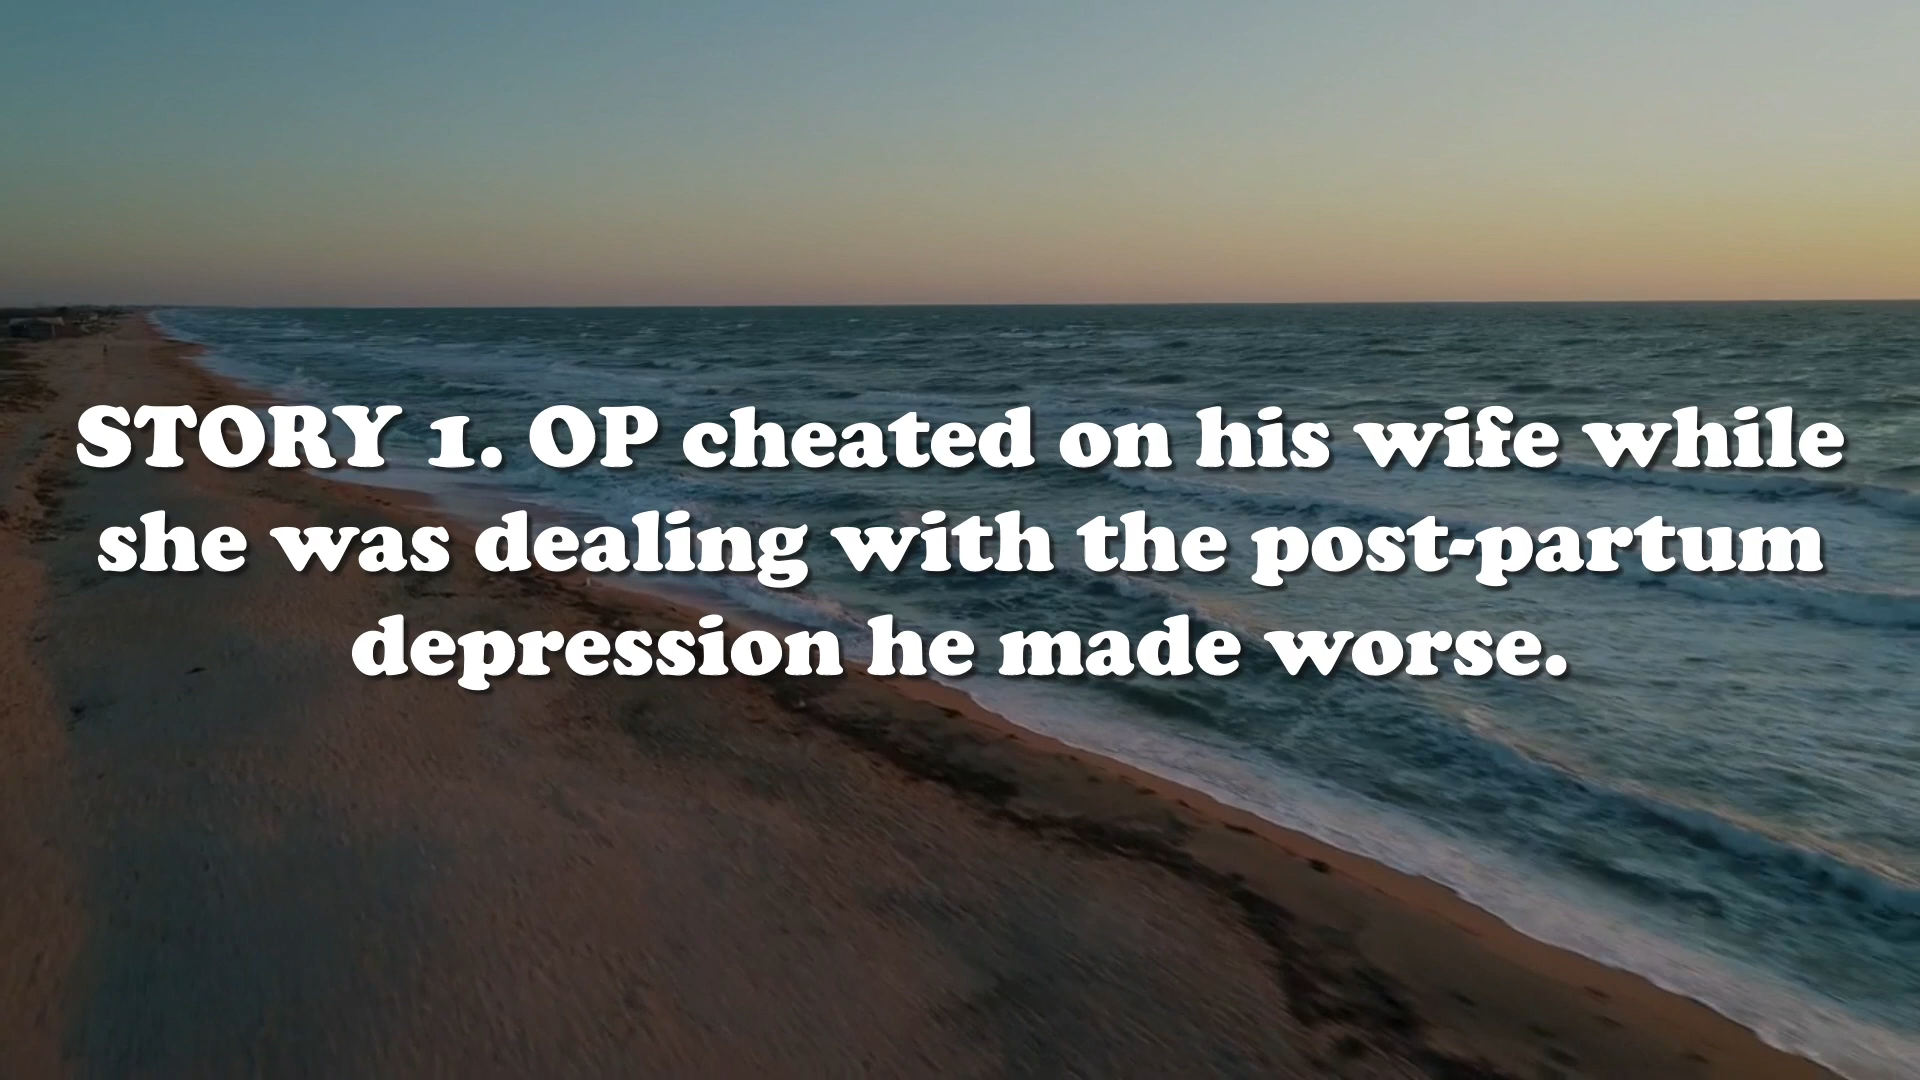 STORY 1. OP cheated on his wife while
she was dealing with the post-partum
depression he made worse.